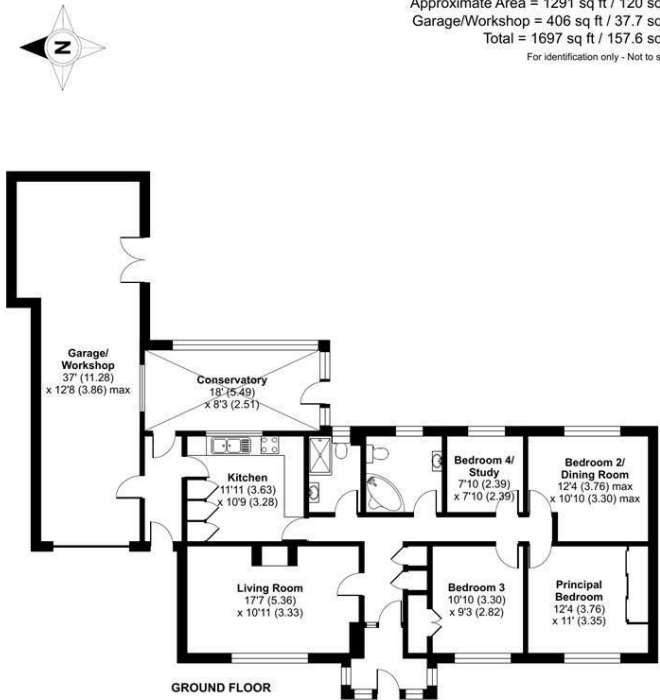 Approximate Area = 1291 sq ft / 120 sq
Garage/Workshop = 406 sq ft / 37.7 sq
Total = 1697 sq ft / 157.6 sq
For identification only - Not to s
N
Garage/
Workshop
37' (11.28)
x 12'8 (3.86) max
Conservatory
18' (5.49)
x 8'3 (2.51)
Kitchen
11'11 (3.63)
x 10'9 (3.28)
Bedroom 4/
Study
7'10 (2.39)
x 7'10 (2.39)
Bedroom 2/
Dining Room
12'4 (3.76) max
x 10'10 (3.30) max
Living Room
17'7 (5.36)
x 10'11 (3.33)
Bedroom 3
10'10 (3.30)
x 9'3 (2.82)
Principal
Bedroom
12'4 (3.76)
x 11' (3.35)
GROUND FLOOR